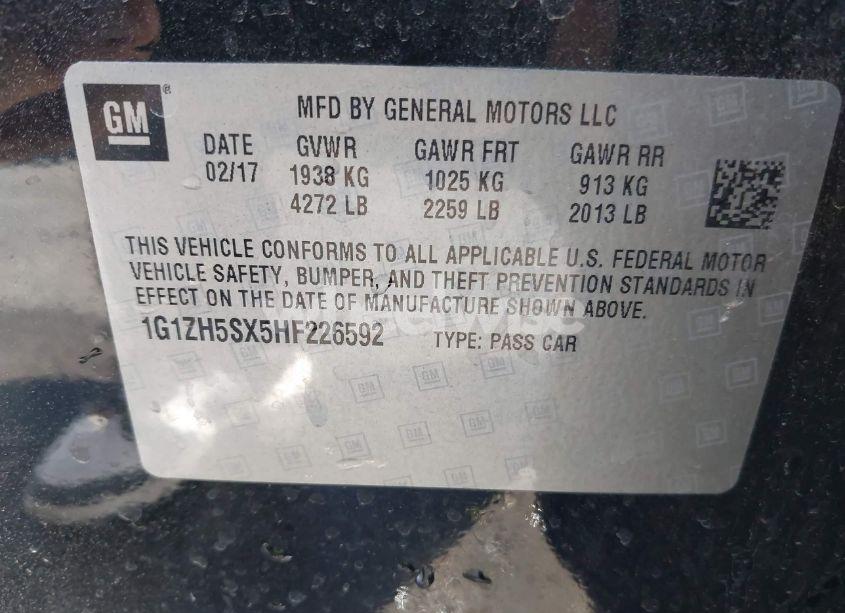 GM® MFD BY GENERAL MOTORS LLC
DATE GVWR GAWR FRT GAWR RR
02/17 1938 KG 1025 KG 913 KG
4272 LB 2259 LB 2013 LB
THIS VEHICLE CONFORMS TO ALL APPLICABLE U.S. FEDERAL MOTOR
VEHICLE SAFETY, BUMPER, AND THEFT PREVENTION STANDARDS IN
EFFECT ON THE DATE OF MANUFACTURE SHOWN ABOVE.
1G1ZH5SX5HF226592 TYPE: PASS CAR